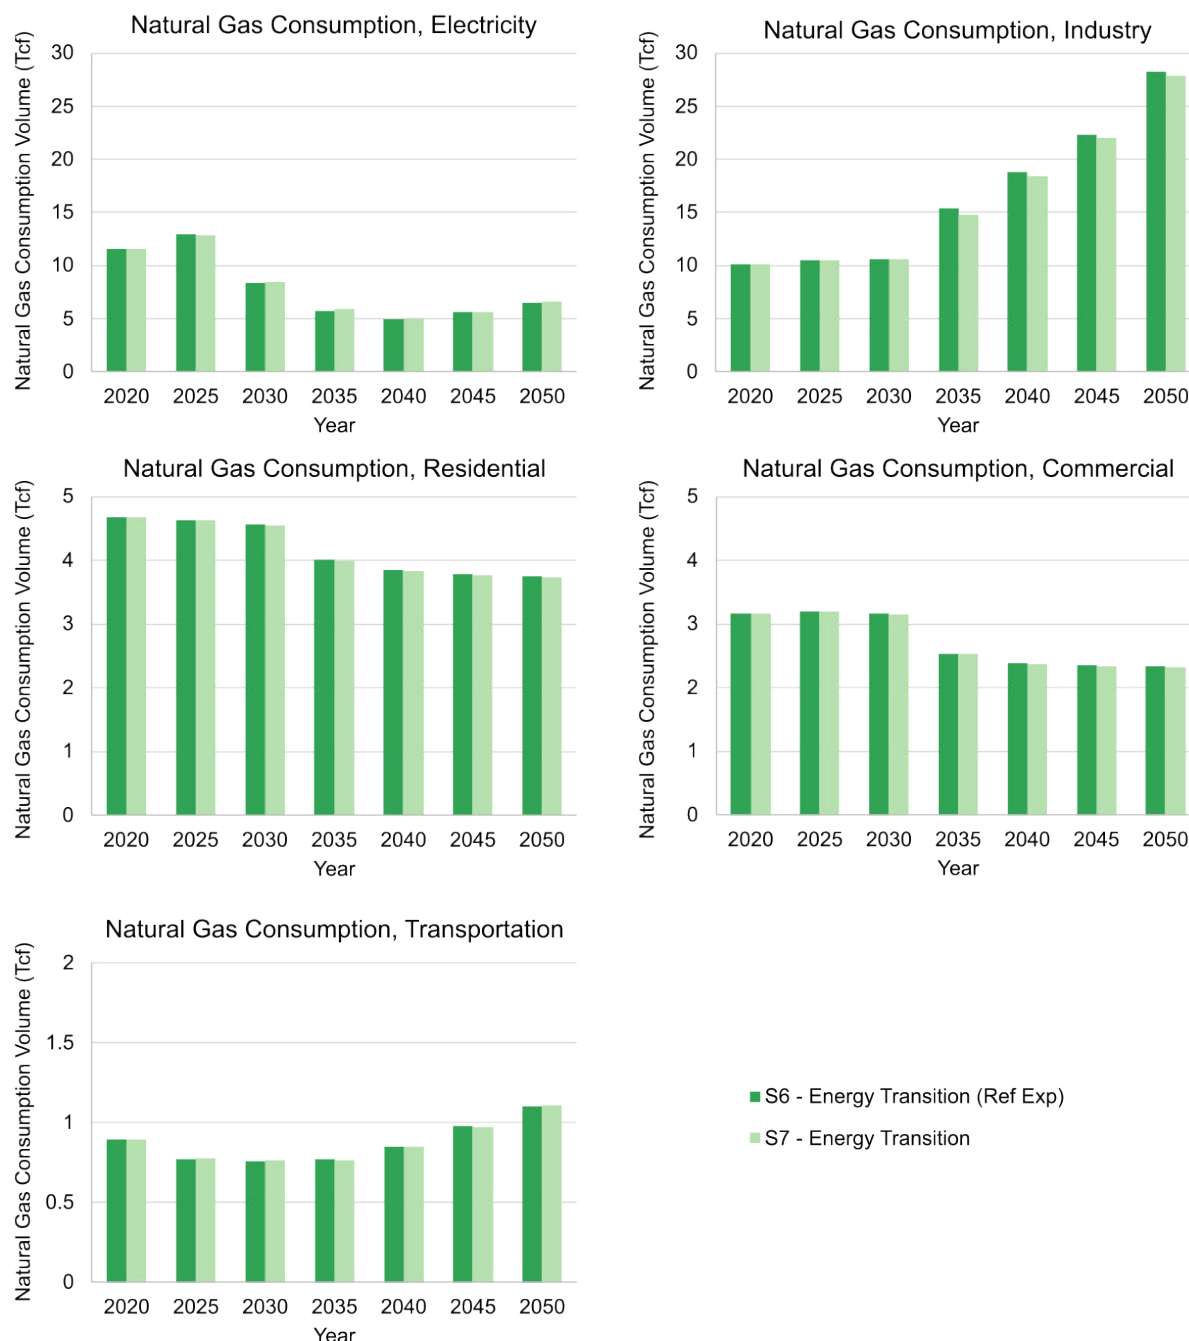 Natural Gas Consumption, Electricity
Natural Gas Consumption Volume (Tcf)
30
25
20
15
10
5
0
2020 2025 2030 2035 2040 2045 2050
Year
Natural Gas Consumption, Industry
Natural Gas Consumption Volume (Tcf)
30
25
20
15
10
5
0
2020 2025 2030 2035 2040 2045 2050
Year
Natural Gas Consumption, Residential
Natural Gas Consumption Volume (Tcf)
5
4
3
2
1
0
2020 2025 2030 2035 2040 2045 2050
Year
Natural Gas Consumption, Commercial
Natural Gas Consumption Volume (Tcf)
5
4
3
2
1
0
2020 2025 2030 2035 2040 2045 2050
Year
Natural Gas Consumption, Transportation
Natural Gas Consumption Volume (Tcf)
2
1.5
1
0.5
0
2020 2025 2030 2035 2040 2045 2050
Year
S6 - Energy Transition (Ref Exp)
S7 - Energy Transition